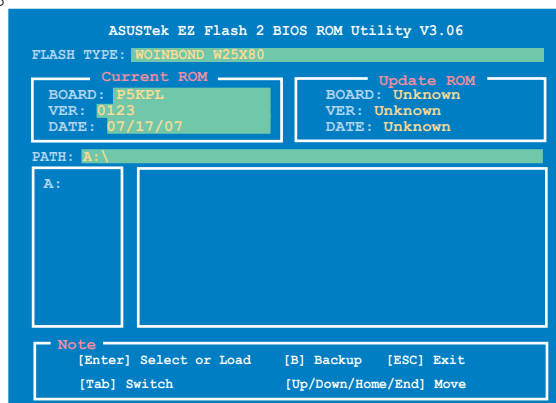 ASUSTek EZ Flash 2 BIOS ROM Utility V3.06
FLASH TYPE: WOINBOND W25X80
Current ROM
BOARD: P5KPL
VER: 0123
DATE: 07/17/07
Update ROM
BOARD: Unknown
VER: Unknown
DATE: Unknown
PATH: A:\
A:
Note
[Enter] Select or Load [B] Backup [ESC] Exit
[Tab] Switch [Up/Down/Home/End] Move